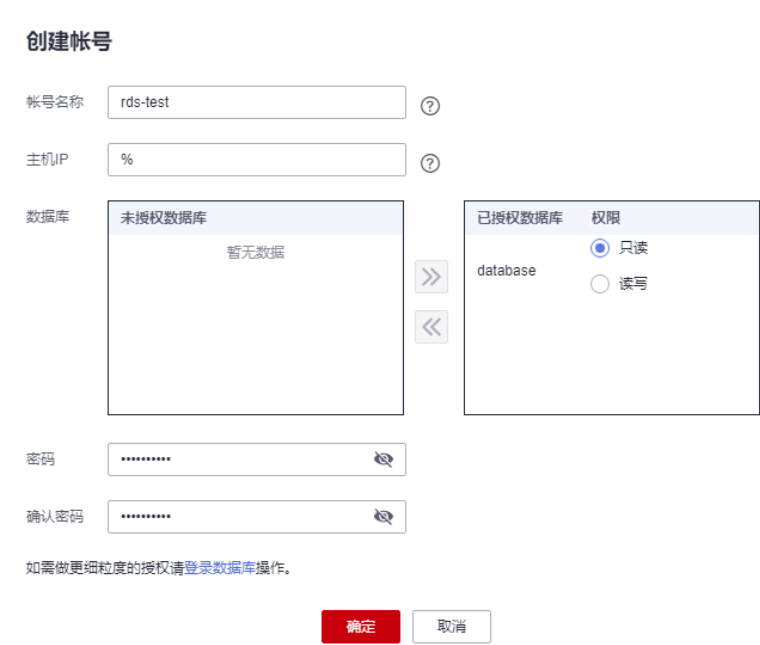 创建帐号
帐号名称 rds-test
主机IP %
数据库 未授权数据库 已授权数据库 权限
暂无数据 只读
database
读写
密码 ••••••••••
确认密码 ••••••••••
如需做更细粒度的授权请登录数据库操作。
确定 取消